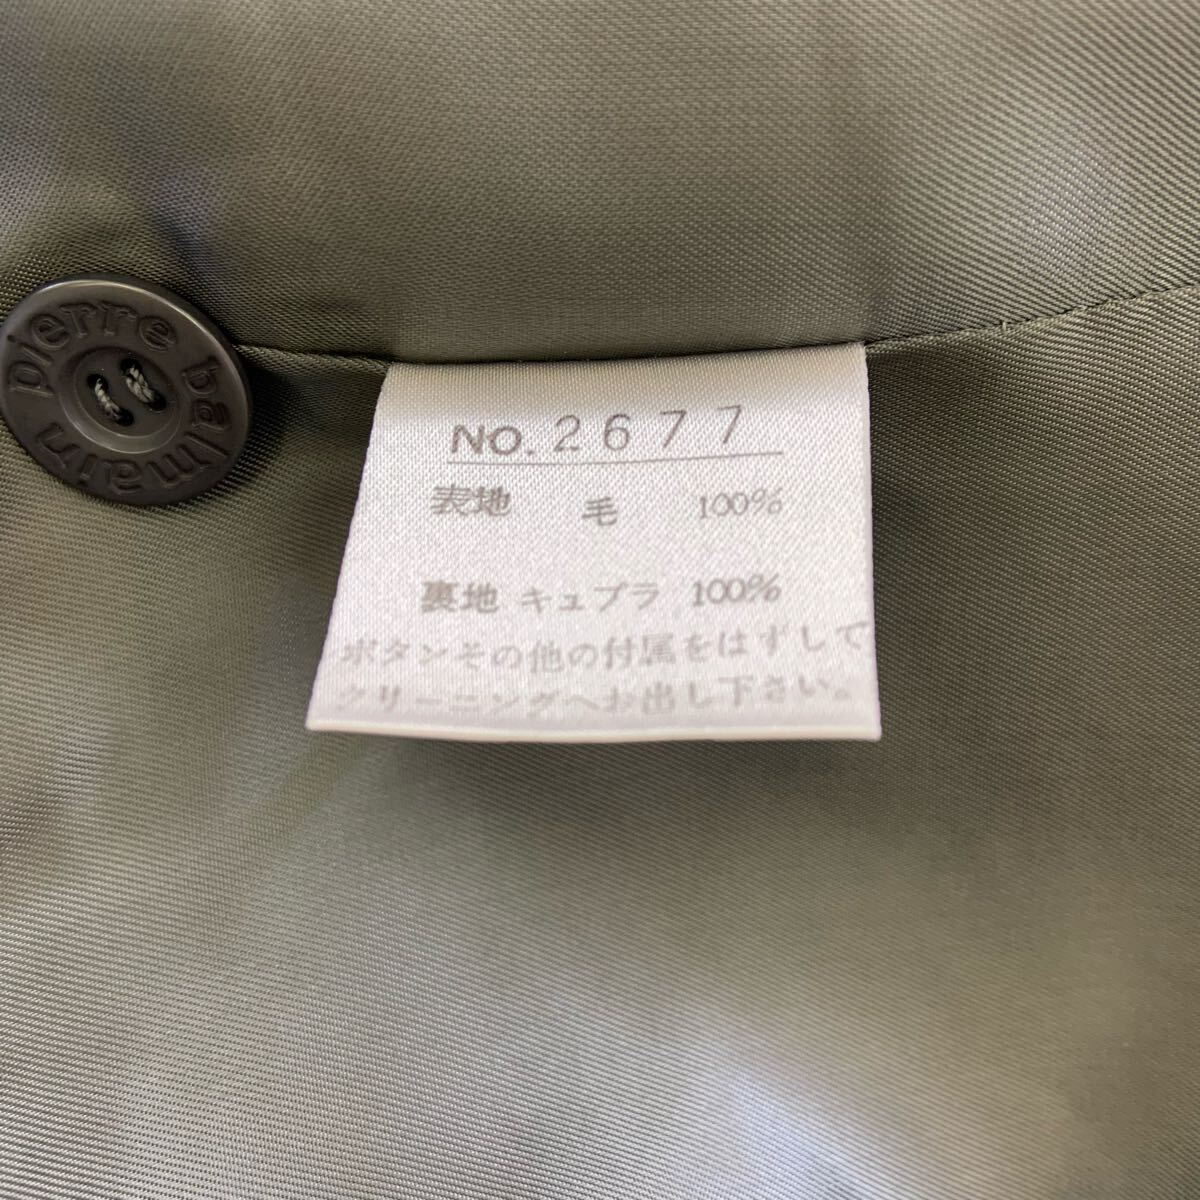 pierre balmain
NO. 2677
表地 毛 100%
裏地 キュプラ 100%
ボタンその他の付属をはずして
クリーニングへお出し下さい。